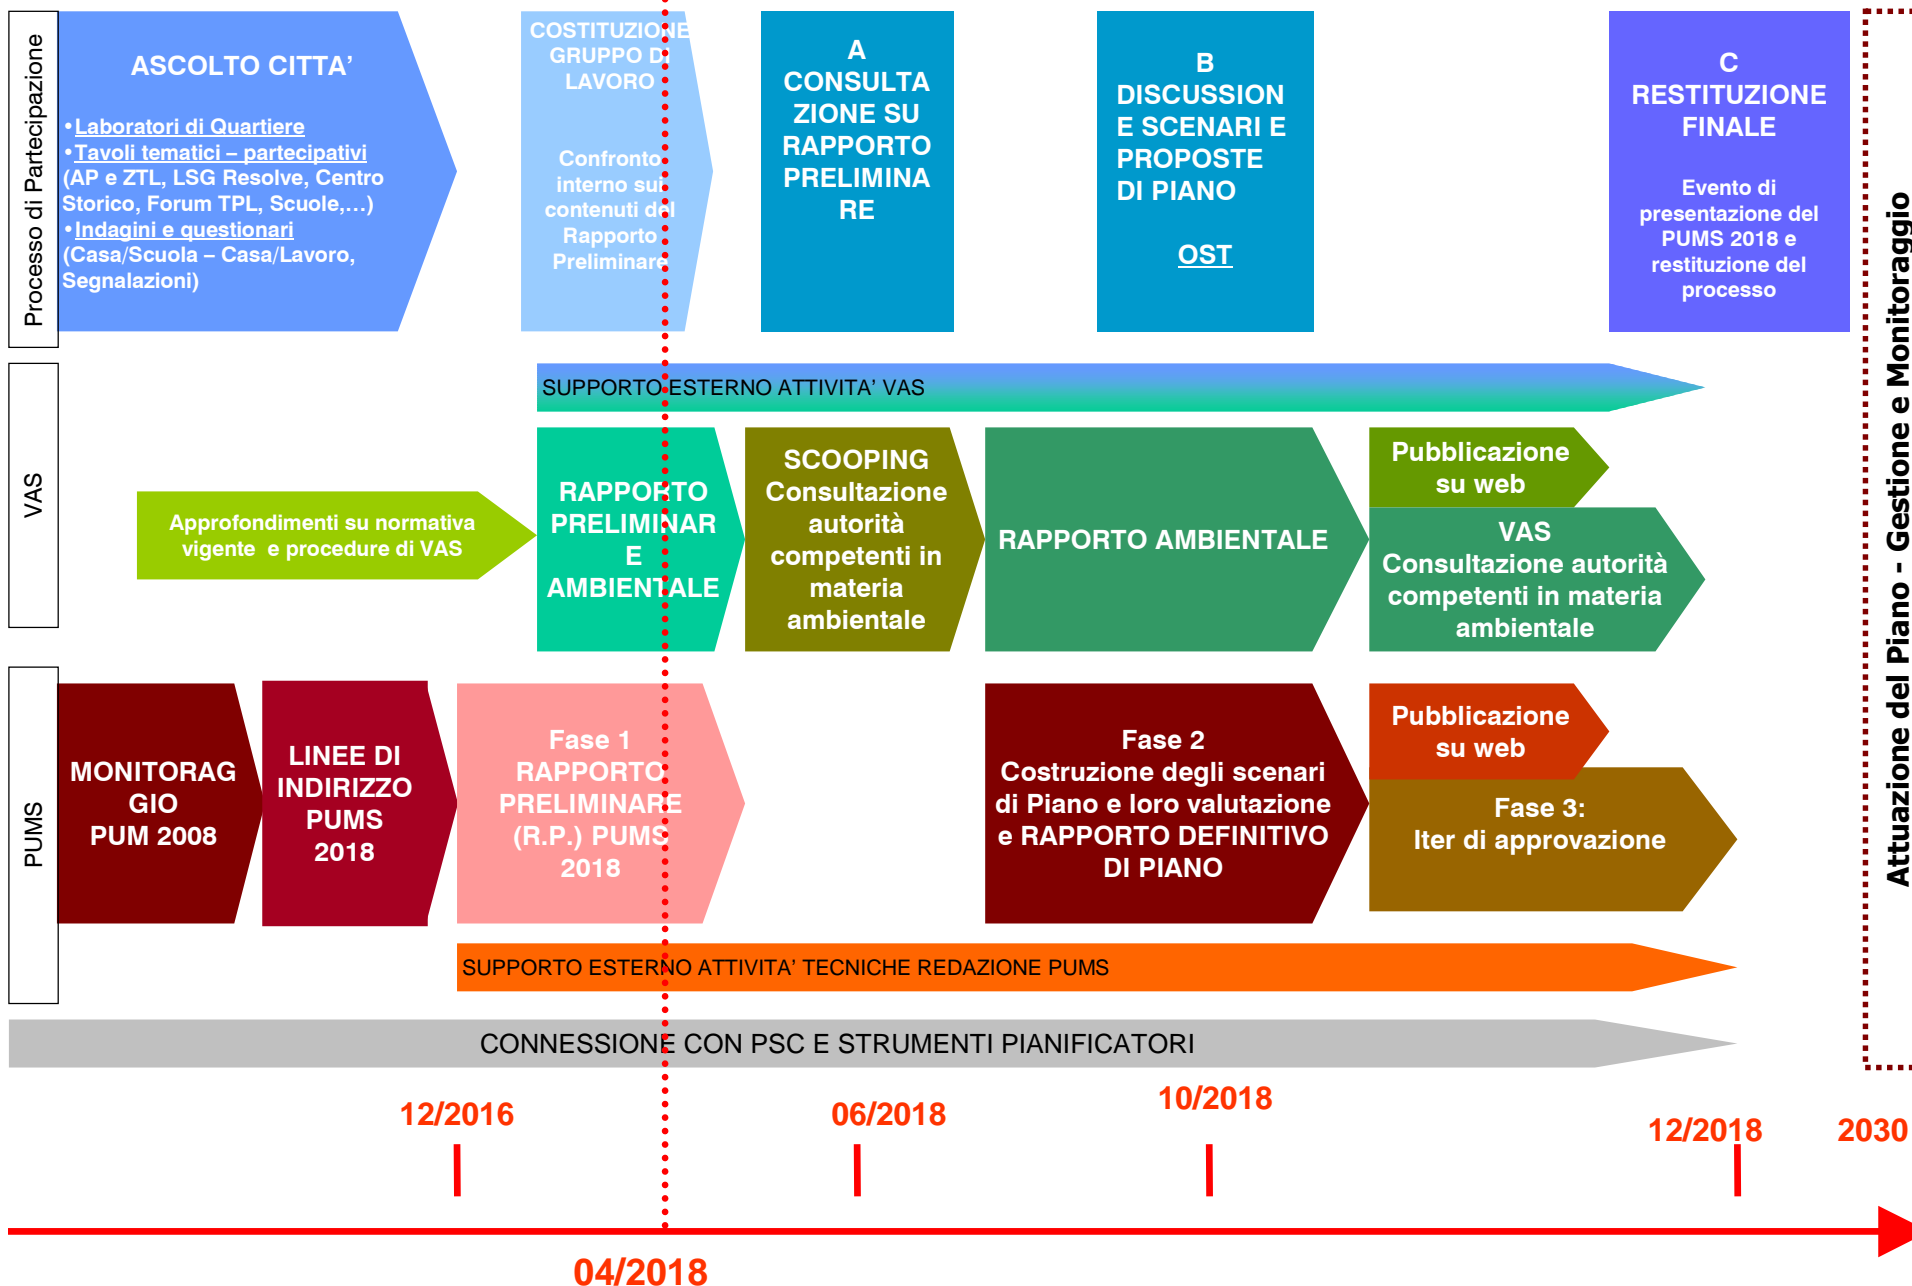 Processo di Partecipazione
ASCOLTO CITTA’
•Laboratori di Quartiere
•Tavoli tematici – partecipativi
(AP e ZTL, LSG Resolve, Centro
Storico, Forum TPL, Scuole,…)
•Indagini e questionari
(Casa/Scuola – Casa/Lavoro,
Segnalazioni)
COSTITUZIONE
GRUPPO DI
LAVORO
Confronto
interno sui
contenuti del
Rapporto
Preliminare
A
CONSULTA
ZIONE SU
RAPPORTO
PRELIMINA
RE
B
DISCUSSION
E SCENARI E
PROPOSTE
DI PIANO
OST
C
RESTITUZIONE
FINALE
Evento di
presentazione del
PUMS 2018 e
restituzione del
processo
Attuazione del Piano - Gestione e Monitoraggio
VAS
SUPPORTO ESTERNO ATTIVITA’ VAS
Approfondimenti su normativa
vigente e procedure di VAS
RAPPORTO
PRELIMINAR
E
AMBIENTALE
SCOOPING
Consultazione
autorità
competenti in
materia
ambientale
RAPPORTO AMBIENTALE
Pubblicazione
su web
VAS
Consultazione autorità
competenti in materia
ambientale
PUMS
MONITORAG
GIO
PUM 2008
LINEE DI
INDIRIZZO
PUMS
2018
Fase 1
RAPPORTO
PRELIMINARE
(R.P.) PUMS
2018
Fase 2
Costruzione degli scenari
di Piano e loro valutazione
e RAPPORTO DEFINITIVO
DI PIANO
Pubblicazione
su web
Fase 3:
Iter di approvazione
SUPPORTO ESTERNO ATTIVITA’ TECNICHE REDAZIONE PUMS
CONNESSIONE CON PSC E STRUMENTI PIANIFICATORI
12/2016
06/2018
10/2018
12/2018
2030
04/2018